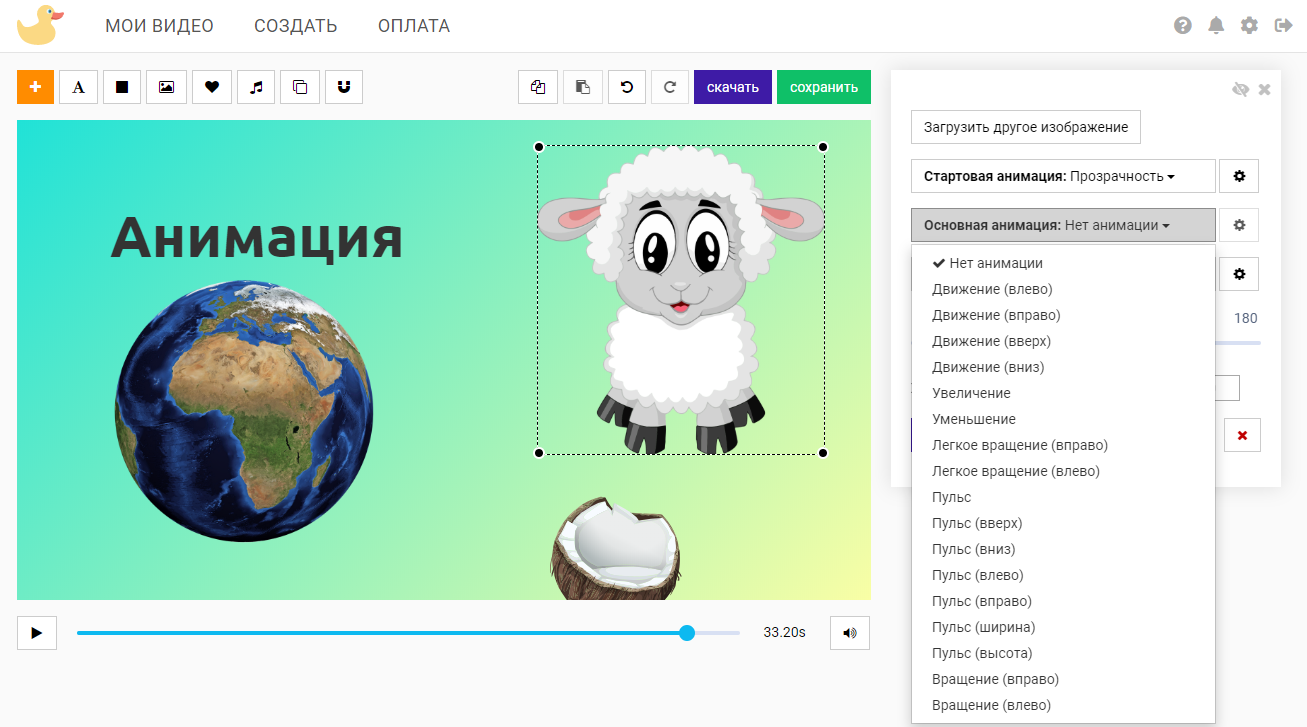 МОИ ВИДЕО СОЗДАТЬ ОПЛАТА
A скачать сохранить
Анимация
33.20s
Загрузить другое изображение
Стартовая анимация: Прозрачность
Основная анимация: Нет анимации
Нет анимации
Движение (влево)
Движение (вправо)
180
Движение (вверх)
Движение (вниз)
Увеличение
Уменьшение
Легкое вращение (вправо)
Легкое вращение (влево)
Пульс
Пульс (вверх)
Пульс (вниз)
Пульс (влево)
Пульс (вправо)
Пульс (ширина)
Пульс (высота)
Вращение (вправо)
Вращение (влево)